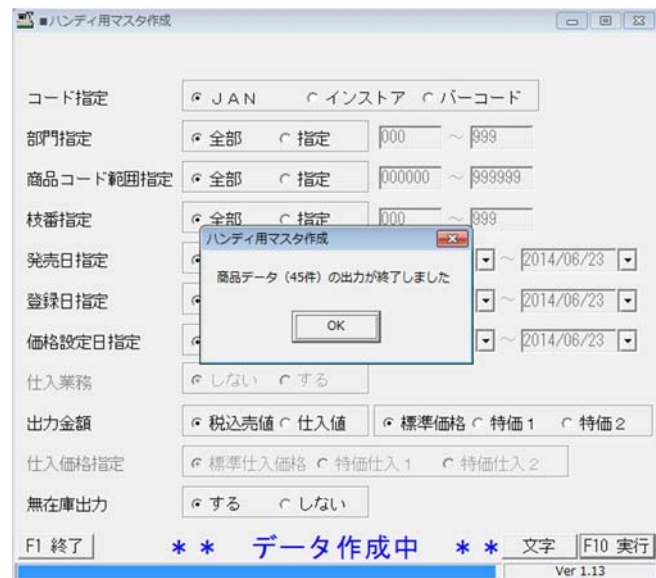 ■ハンディ用マスタ作成
コード指定 JAN インストア バーコード
部門指定 全部 指定 000 ～ 999
商品コード範囲指定 全部 指定 000000 ～ 999999
枝番指定 全部 指定 000 ～ 999
ハンディ用マスタ作成
商品データ（45件）の出力が終了しました
OK
発売日指定 ～ 2014/06/23
登録日指定 ～ 2014/06/23
価格設定日指定 ～ 2014/06/23
仕入業務 しない する
出力金額 税込売値 仕入値 標準価格 特価1 特価2
仕入価格指定 標準仕入価格 特価仕入1 特価仕入2
無在庫出力 する しない
F1 終了 ＊＊ データ作成中 ＊＊ 文字 F10 実行
Ver 1.13